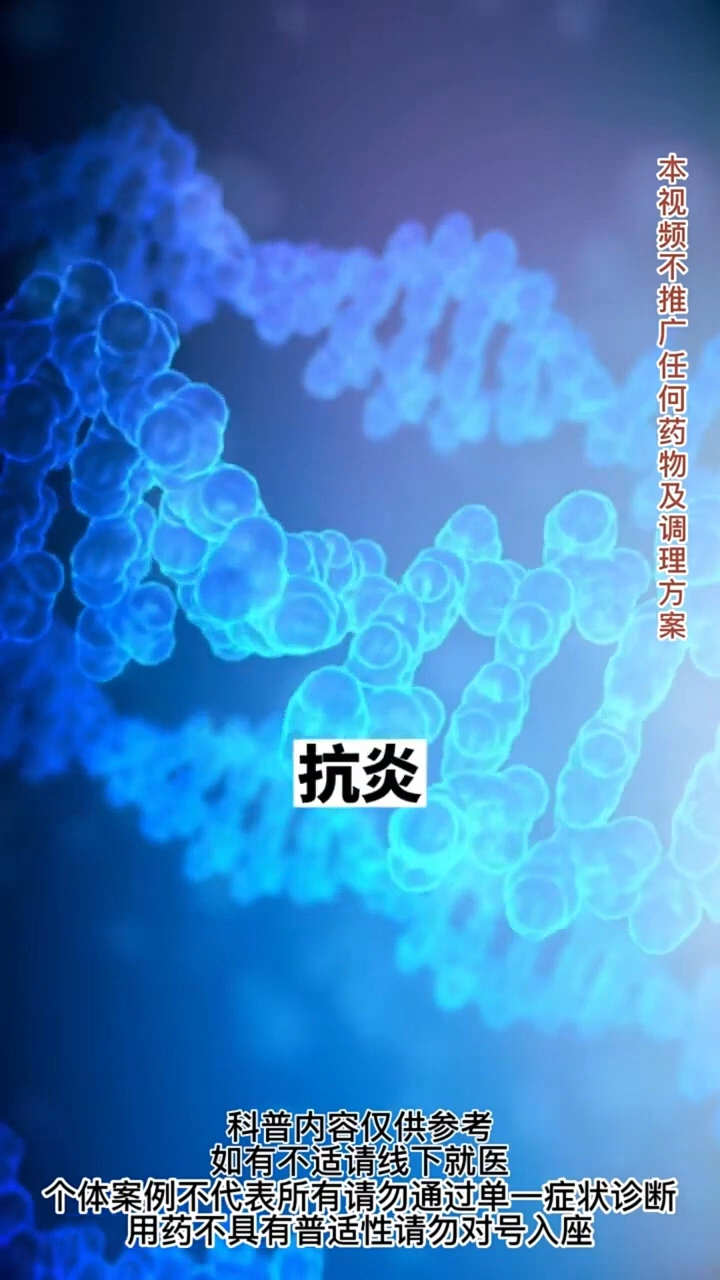 本视频不推广任何药物及调理方案
抗炎
科普内容仅供参考
如有不适请线下就医
个体案例不代表所有请勿通过单一症状诊断
用药不具有普适性请勿对号入座